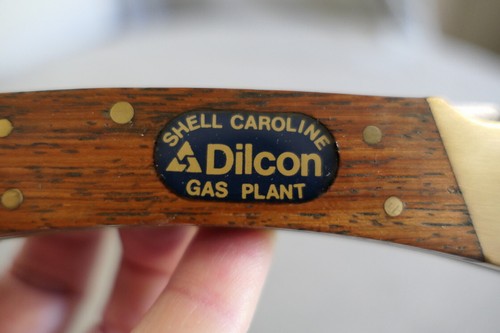 SHELL CAROLINE
Dilcon
GAS PLANT